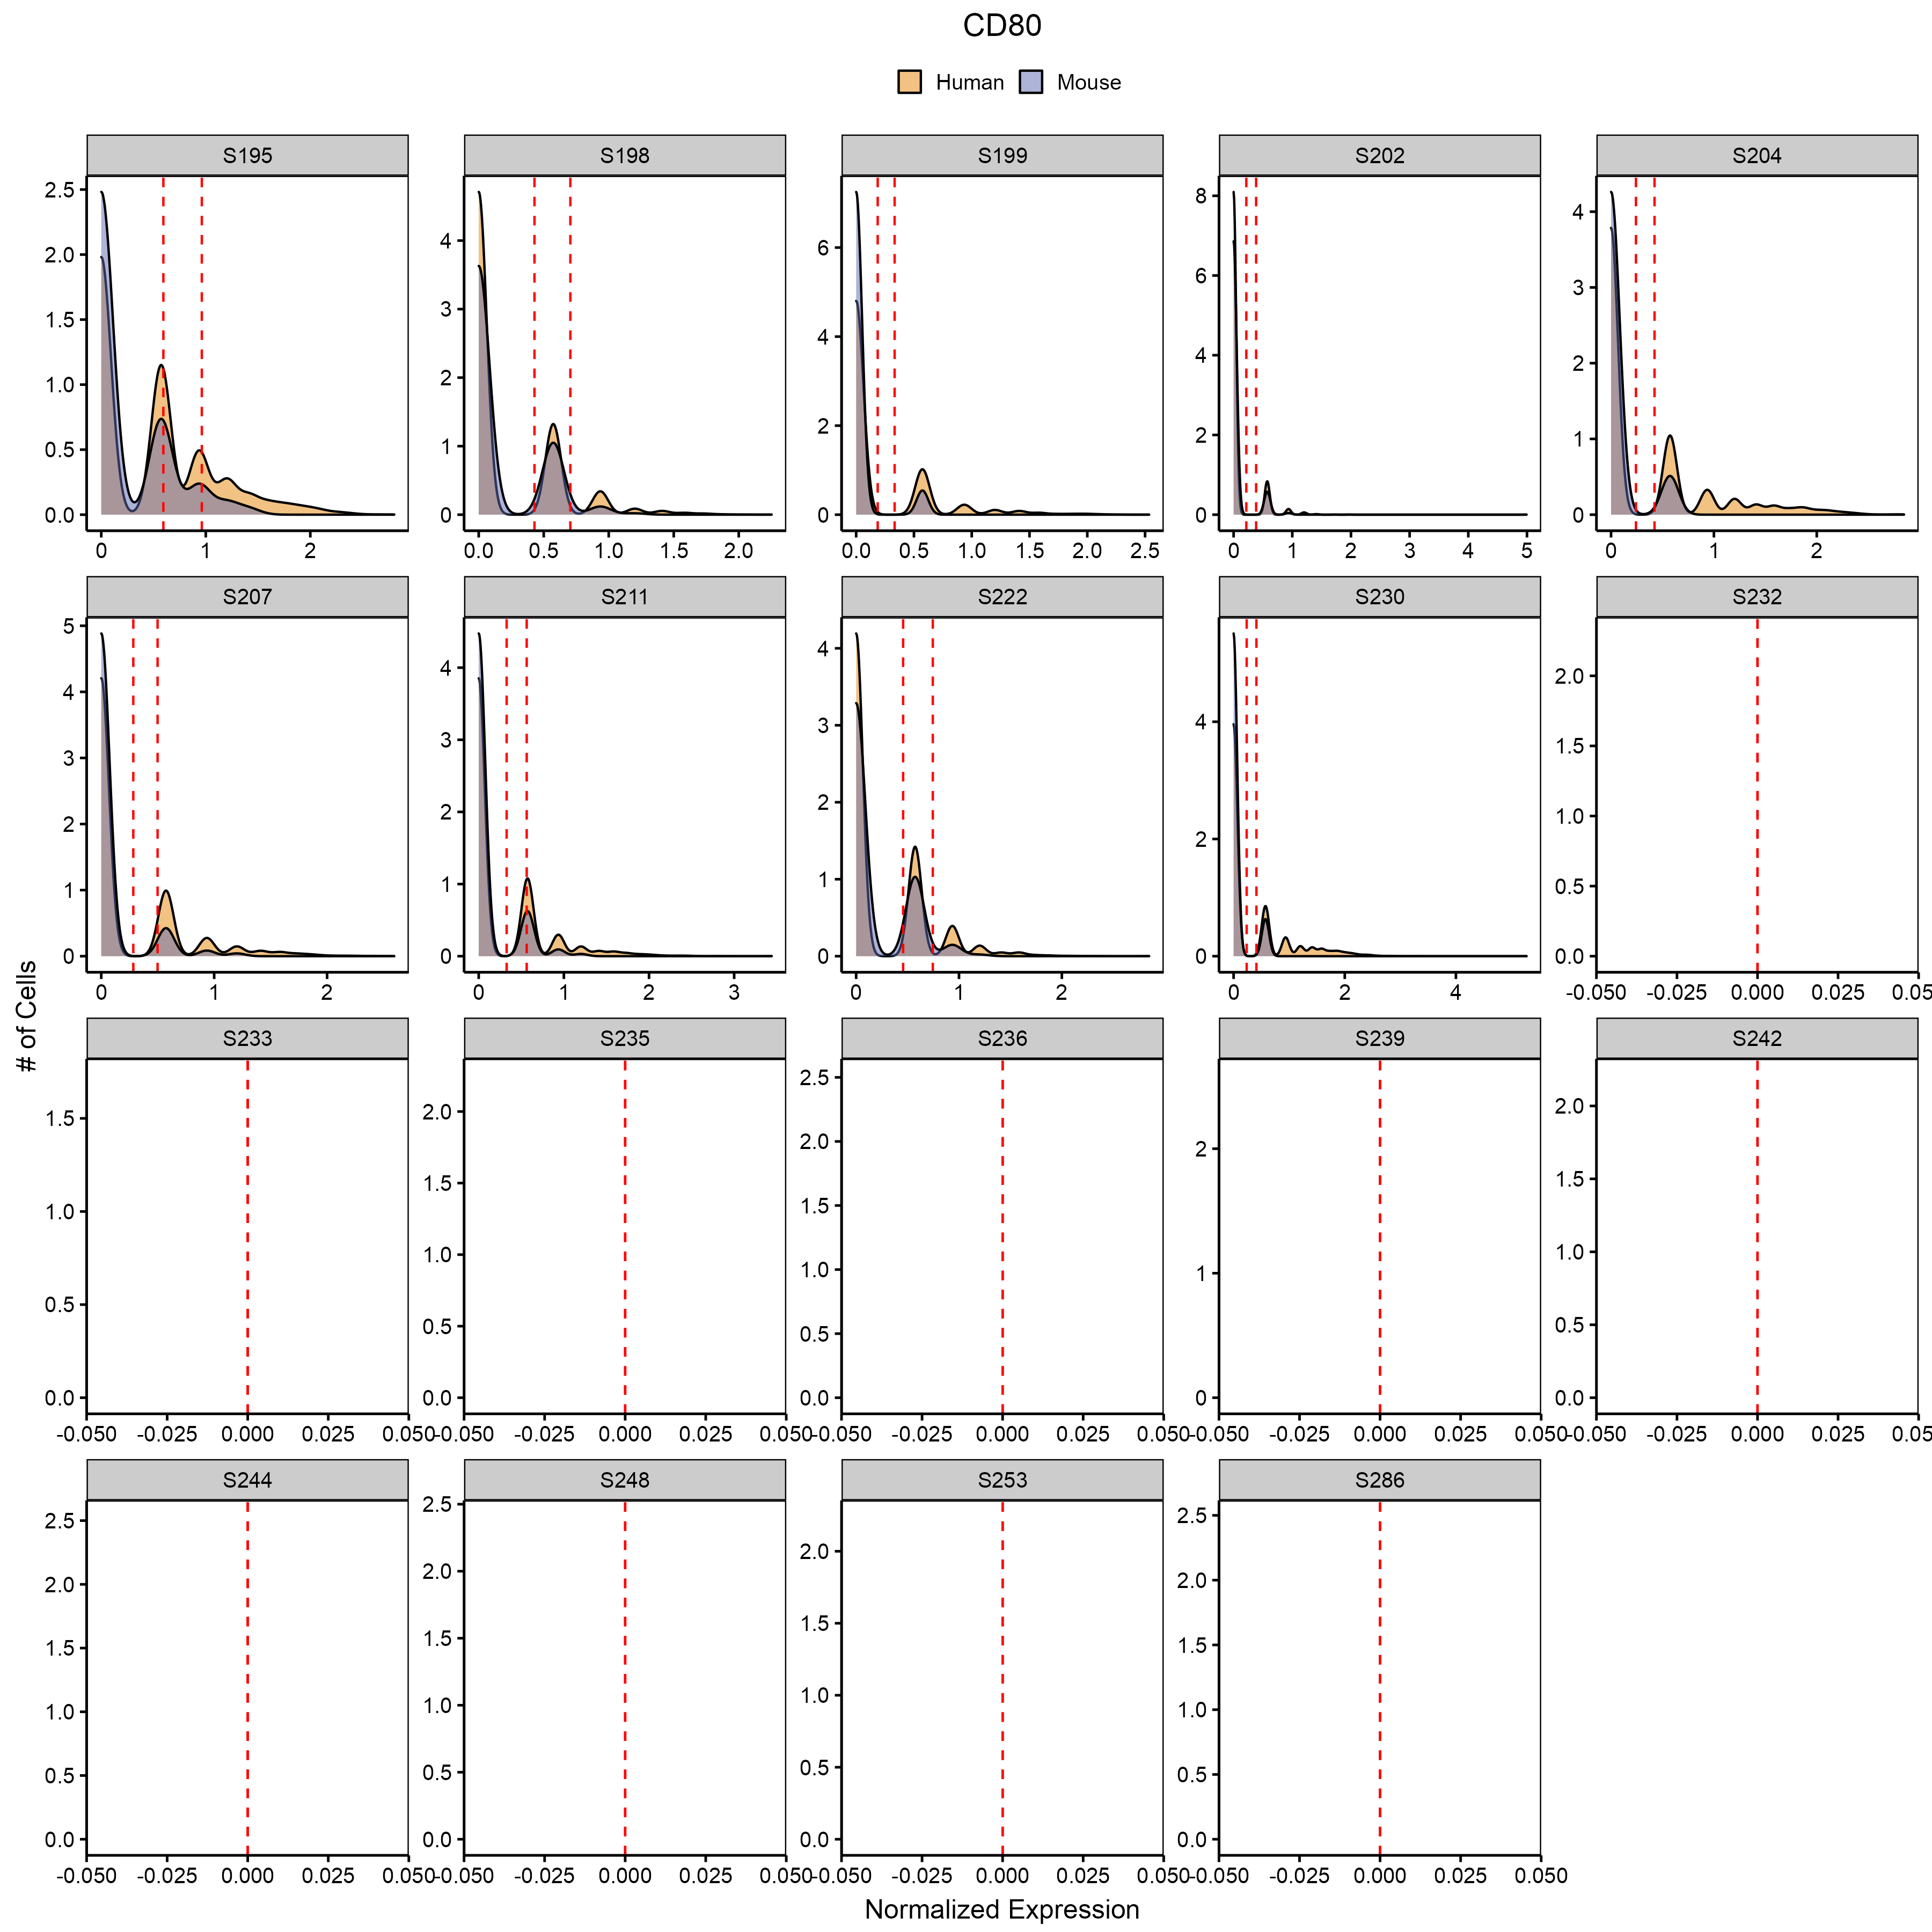 CD80
Human Mouse
S195 S198 S199 S202 S204
2.5 2.0 1.5 1.0 0.5 0.0
4 3 2 1 0
6 4 2 0
8 6 4 2 0
4 3 2 1 0
0 1 2
0.0 0.5 1.0 1.5 2.0
0.0 0.5 1.0 1.5 2.0 2.5
0 1 2 3 4 5
0 1 2
S207 S211 S222 S230 S232
5 4 3 2 1 0
4 3 2 1 0
4 3 2 1 0
4 2 0
2.0 1.5 1.0 0.5 0.0
0 1 2
0 1 2 3
0 1 2
0 2 4
-0.050 -0.025 0.000 0.025 0.05
# of Cells
S233 S235 S236 S239 S242
1.5 1.0 0.5 0.0
2.0 1.5 1.0 0.5 0.0
2.5 2.0 1.5 1.0 0.5 0.0
2 1 0
2.0 1.5 1.0 0.5 0.0
-0.050 -0.025 0.000 0.025 0.050
-0.050 -0.025 0.000 0.025 0.050
-0.050 -0.025 0.000 0.025 0.050
-0.050 -0.025 0.000 0.025 0.050
-0.050 -0.025 0.000 0.025 0.05
S244 S248 S253 S286
2.5 2.0 1.5 1.0 0.5 0.0
2.5 2.0 1.5 1.0 0.5 0.0
2.0 1.5 1.0 0.5 0.0
2.5 2.0 1.5 1.0 0.5 0.0
-0.050 -0.025 0.000 0.025 0.050
-0.050 -0.025 0.000 0.025 0.050
-0.050 -0.025 0.000 0.025 0.050
-0.050 -0.025 0.000 0.025 0.050
Normalized Expression